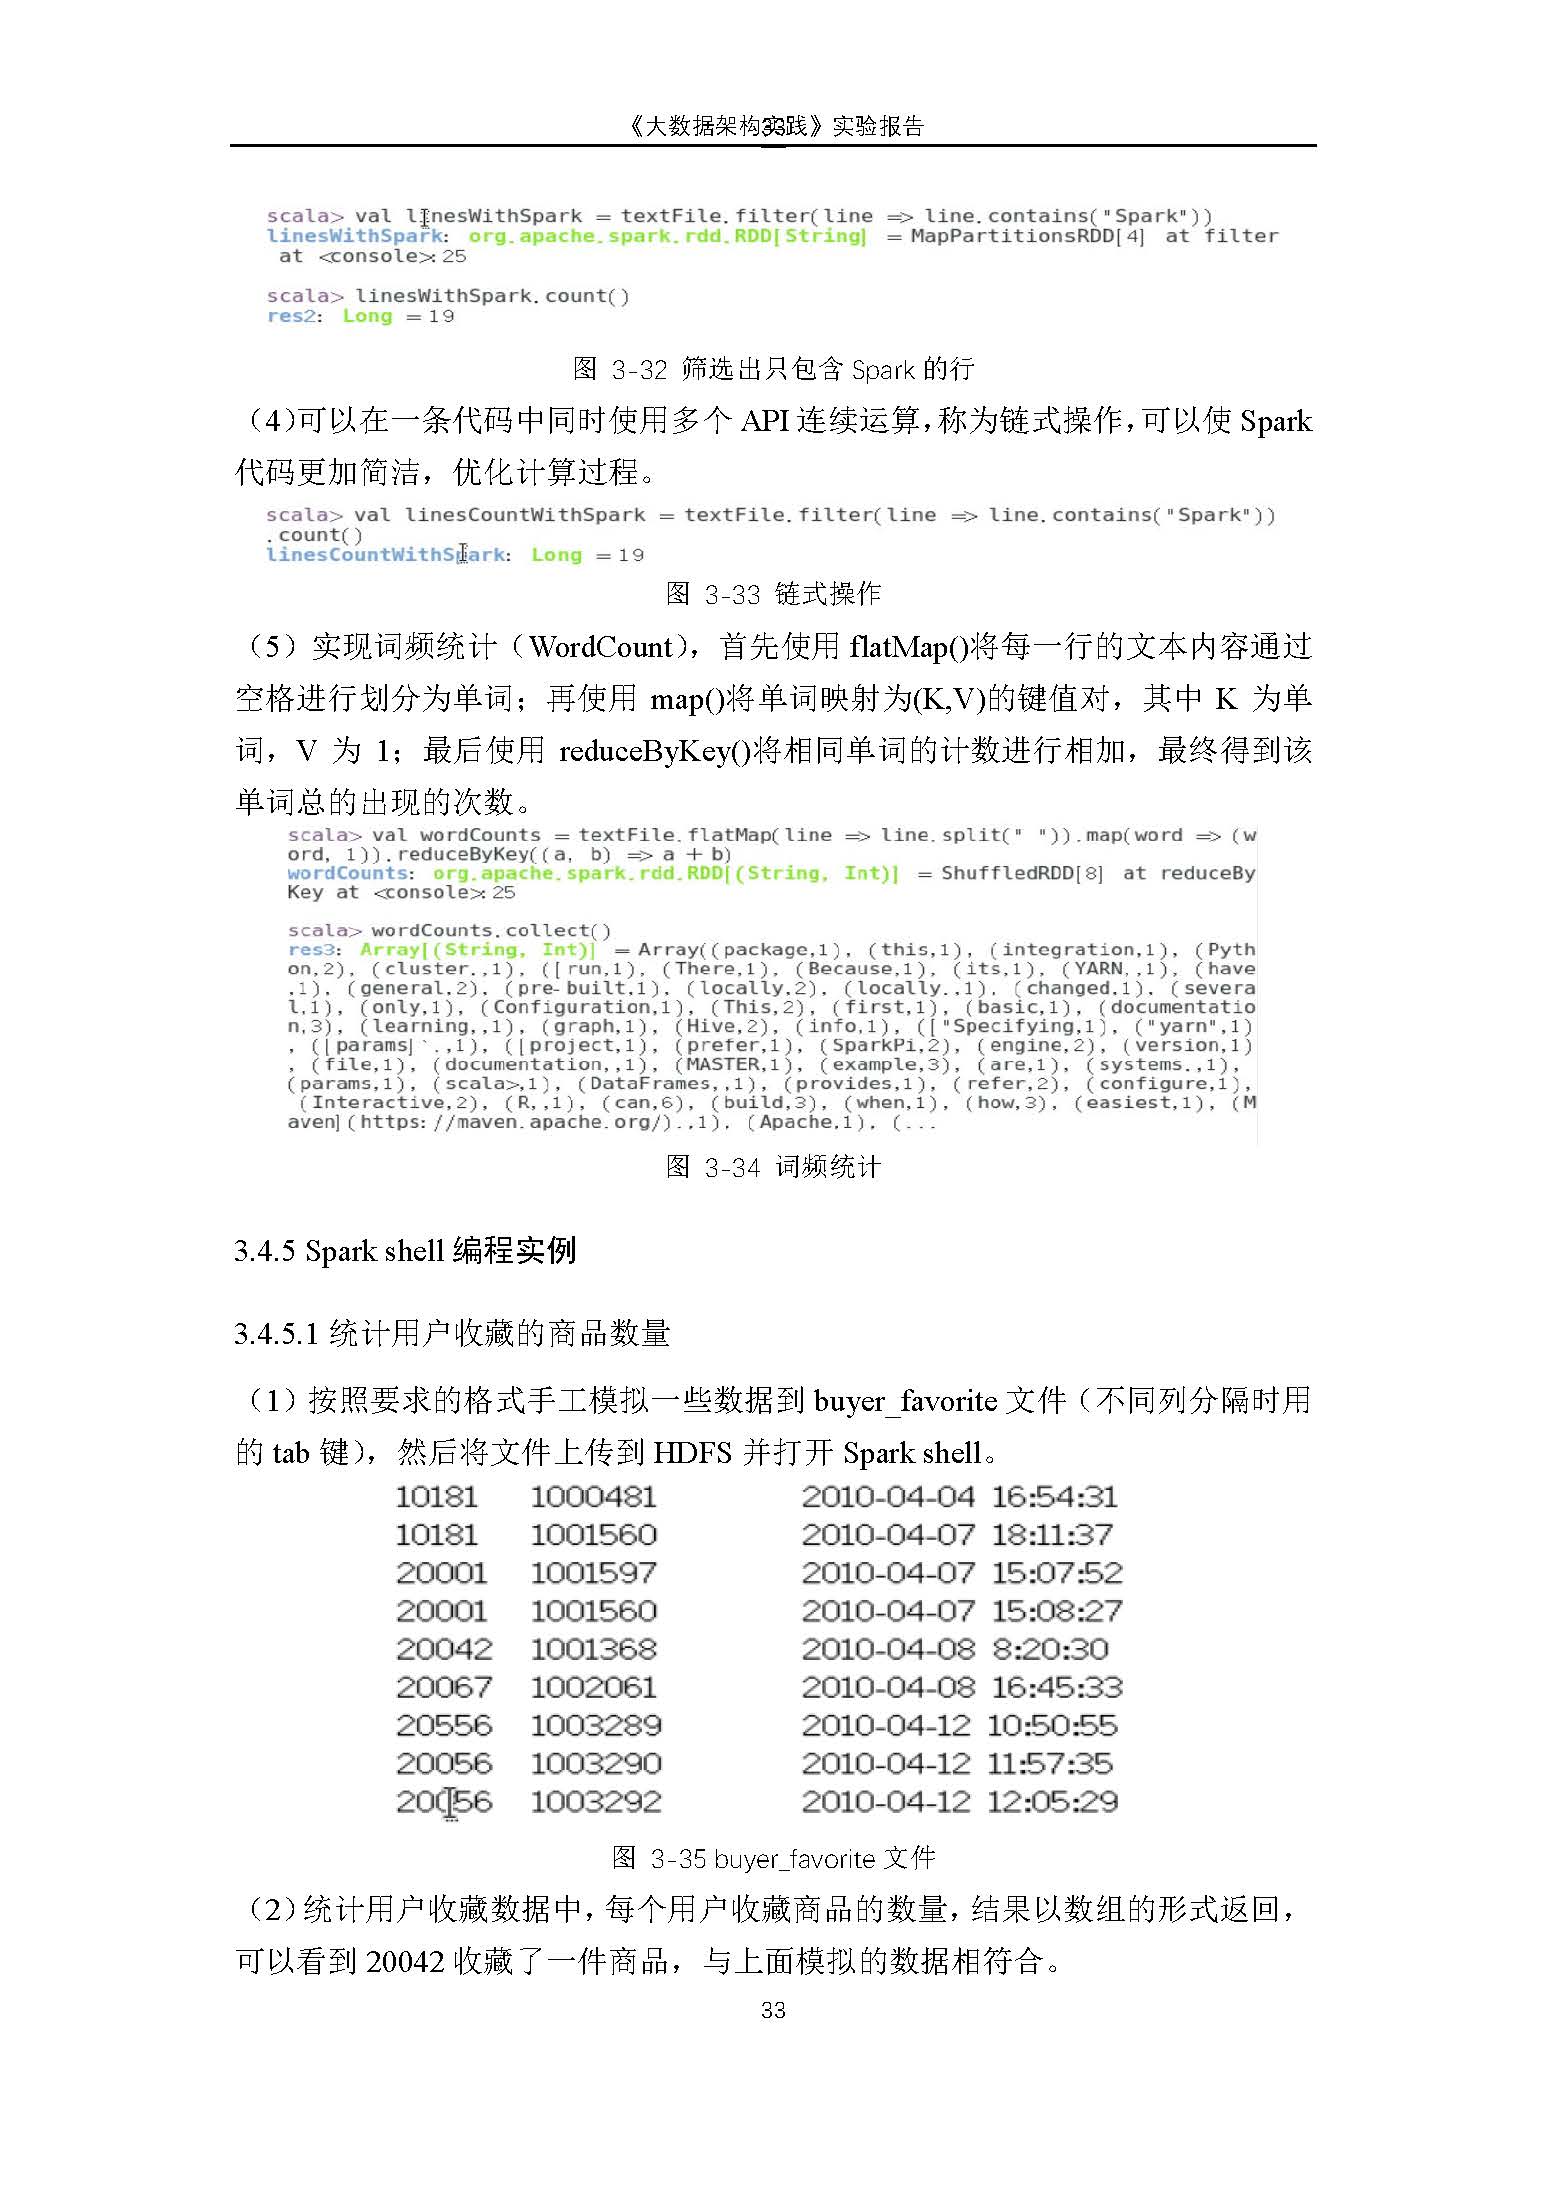 《大数据架构实践》实验报告
scala> val linesWithSpark = textFile.filter(line => line.contains("Spark"))
linesWithSpark: org.apache.spark.rdd.RDD[String] = MapPartitionsRDD[4] at filter
at <console>:25
scala> linesWithSpark.count()
res2: Long = 19
图 3-32 筛选出只包含 Spark 的行
（4)可以在一条代码中同时使用多个 API 连续运算，称为链式操作，可以使 Spark
代码更加简洁，优化计算过程。
scala> val linesCountWithSpark = textFile.filter(line => line.contains("Spark"))
.count()
linesCountWithSpark: Long = 19
图 3-33 链式操作
（5）实现词频统计（WordCount），首先使用 flatMap()将每一行的文本内容通过
空格进行划分为单词；再使用 map()将单词映射为(K,V)的键值对，其中 K 为单
词，V 为 1；最后使用 reduceByKey()将相同单词的计数进行相加，最终得到该
单词总的出现的次数。
scala> val wordCounts = textFile.flatMap(line => line.split(" ")).map(word => (w
ord, 1)).reduceByKey((a, b) => a + b)
wordCounts: org.apache.spark.rdd.RDD[(String, Int)] = ShuffledRDD[8] at reduceBy
Key at <console>:25
scala> wordCounts.collect()
res3: Array[(String, Int)] = Array((package,1), (this,1), (integration,1), (Pyth
on,2), (cluster.,1), ([run,1), (There,1), (Because,1), (its,1), (YARN,,1), (have
,1), (general,2), (pre-built,1), (locally,2), (locally.,1), (changed,1), (severa
l,1), (only,1), (Configuration,1), (This,2), (first,1), (basic,1), (documentatio
n,3), (learning,,1), (graph,1), (Hive,2), (info,1), (["Specifying,1), ("yarn",1)
, ([params]`.,1), ([project,1), (prefer,1), (SparkPi,2), (engine,2), (version,1)
, (file,1), (documentation,,1), (MASTER,1), (example,3), (are,1), (systems.,1),
(params,1), (scala>,1), (DataFrames,,1), (provides,1), (refer,2), (configure,1),
(Interactive,2), (R,,1), (can,6), (build,3), (when,1), (how,3), (easiest,1), (M
aven](https://maven.apache.org/).,1), (Apache,1), (...
图 3-34 词频统计
3.4.5 Spark shell 编程实例
3.4.5.1 统计用户收藏的商品数量
（1）按照要求的格式手工模拟一些数据到 buyer_favorite 文件（不同列分隔时用
的 tab 键），然后将文件上传到 HDFS 并打开 Spark shell。
10181 1000481 2010-04-04 16:54:31
10181 1001560 2010-04-07 18:11:37
20001 1001597 2010-04-07 15:07:52
20001 1001560 2010-04-07 15:08:27
20042 1001368 2010-04-08 8:20:30
20067 1002061 2010-04-08 16:45:33
20556 1003289 2010-04-12 10:50:55
20056 1003290 2010-04-12 11:57:35
20056 1003292 2010-04-12 12:05:29
图 3-35 buyer_favorite 文件
（2）统计用户收藏数据中，每个用户收藏商品的数量，结果以数组的形式返回，
可以看到 20042 收藏了一件商品，与上面模拟的数据相符合。
33